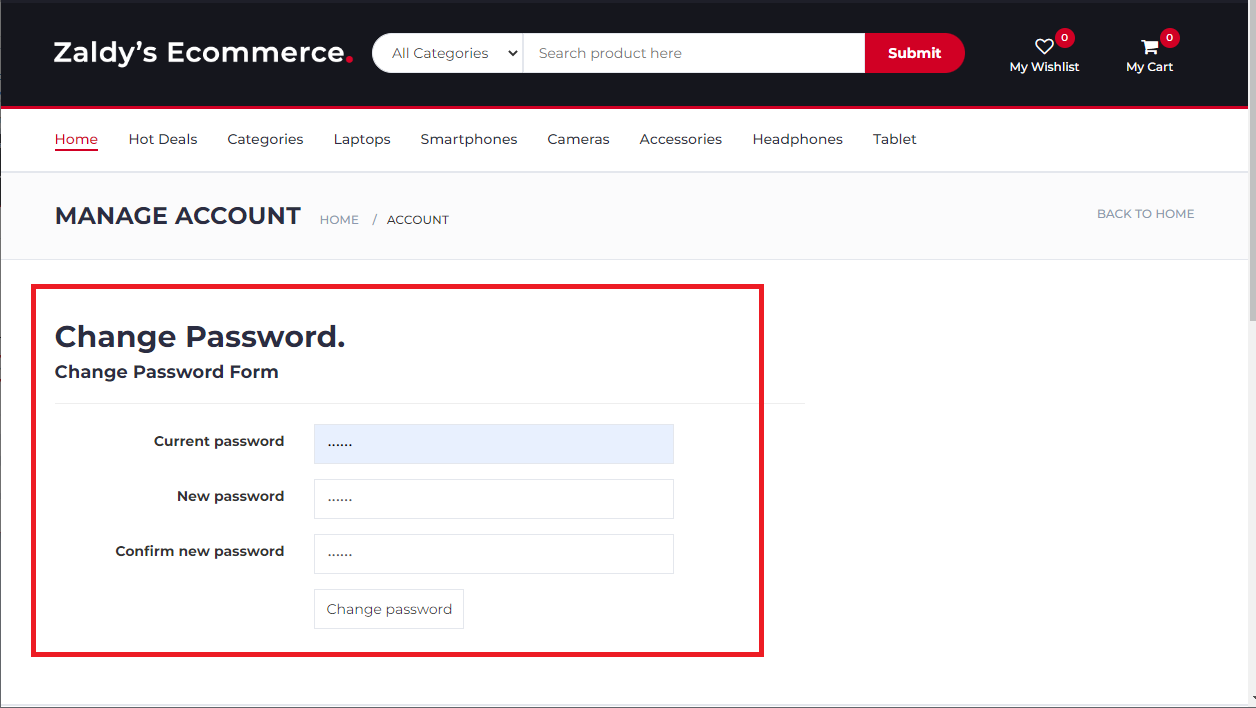 Zaldy's Ecommerce.
All Categories
Search product here
Submit
0
My Wishlist
0
My Cart
Home
Hot Deals
Categories
Laptops
Smartphones
Cameras
Accessories
Headphones
Tablet
MANAGE ACCOUNT
HOME / ACCOUNT
BACK TO HOME
Change Password.
Change Password Form
Current password
······
New password
······
Confirm new password
······
Change password